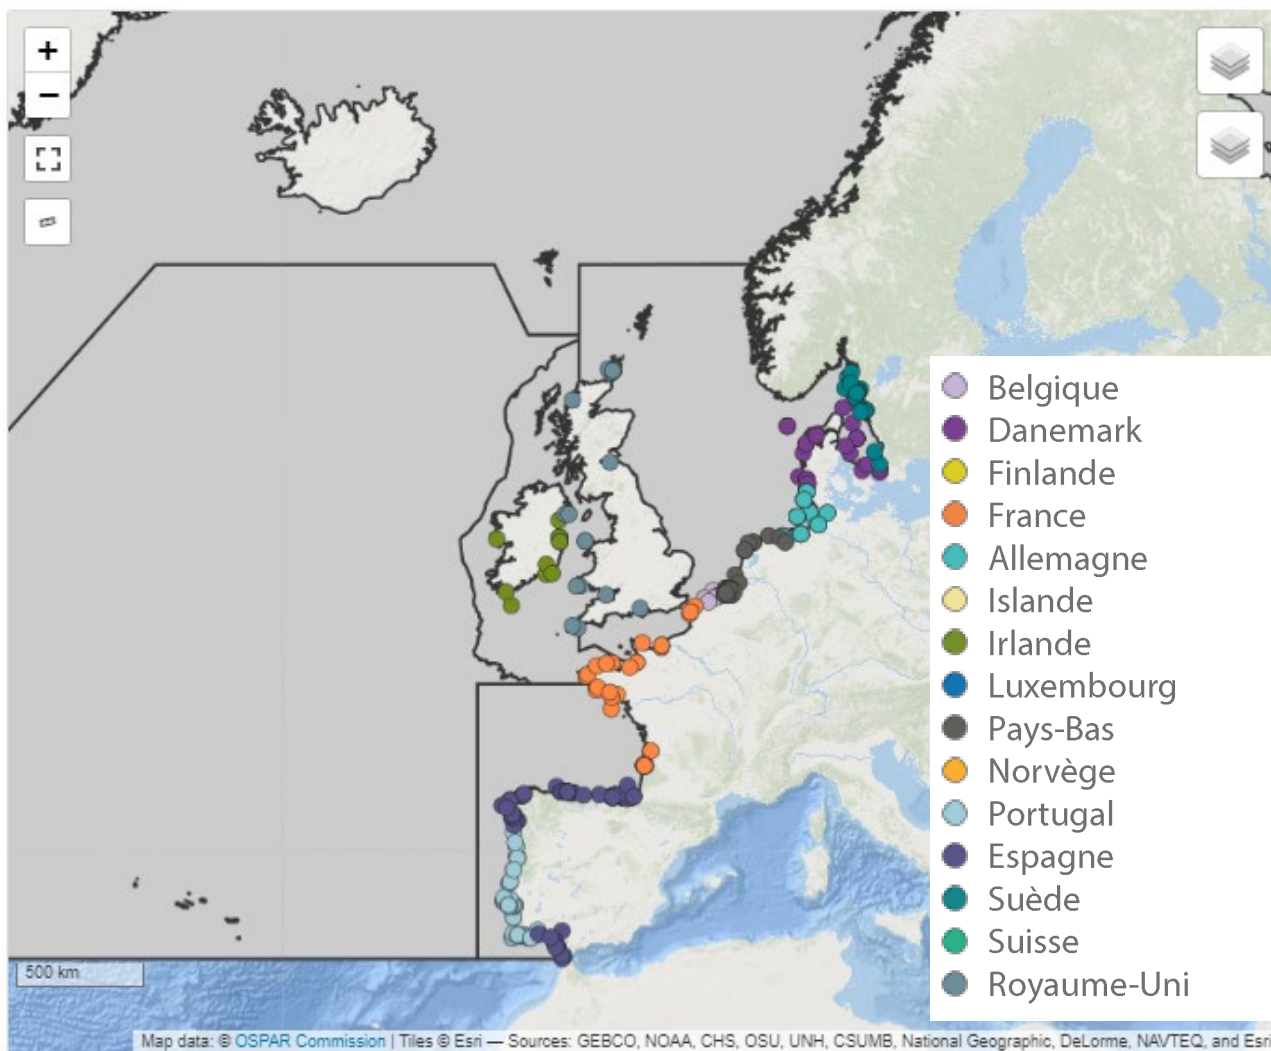 +
−
Belgique
Danemark
Finlande
France
Allemagne
Islande
Irlande
Luxembourg
Pays-Bas
Norvège
Portugal
Espagne
Suède
Suisse
Royaume-Uni
500 km
Map data: © OSPAR Commission | Tiles © Esri — Sources: GEBCO, NOAA, CHS, OSU, UNH, CSUMB, National Geographic, DeLorme, NAVTEQ, and Esri